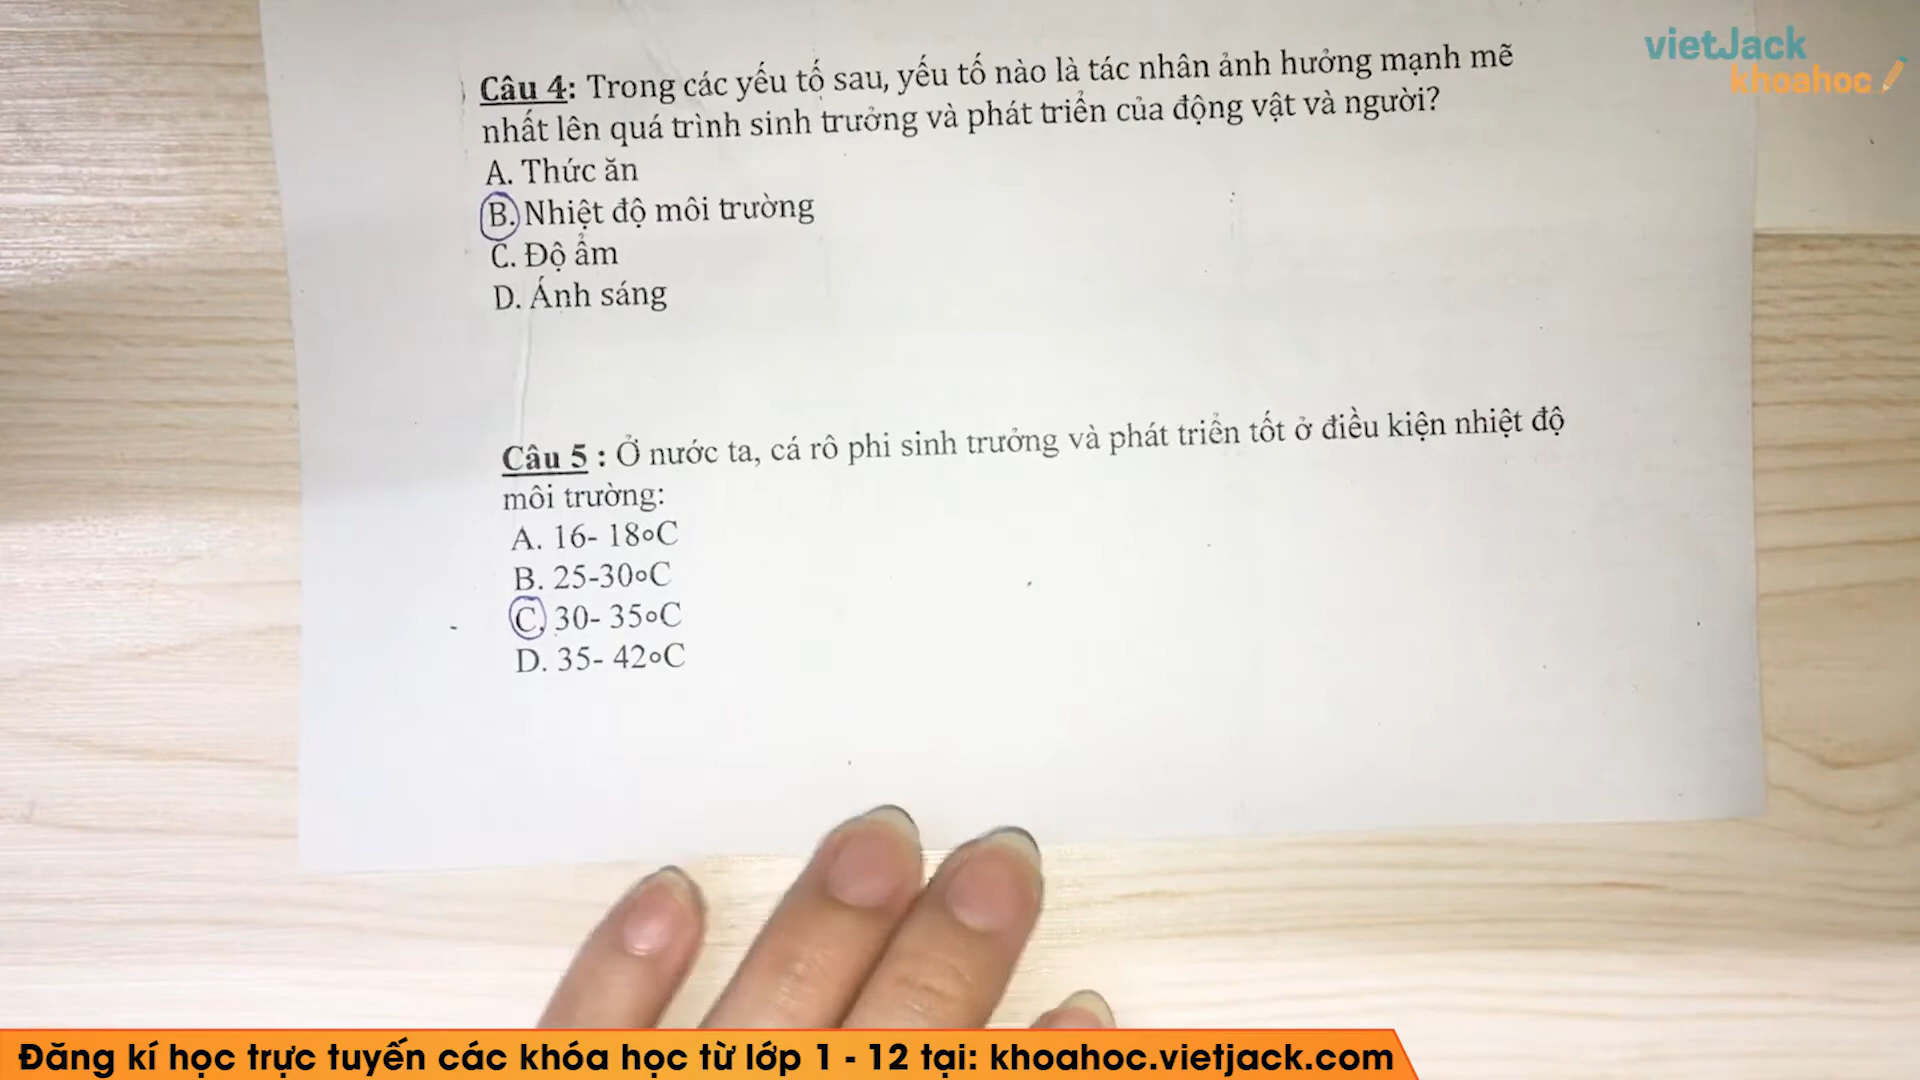 vietJack
khoahoc
Câu 4: Trong các yếu tố sau, yếu tố nào là tác nhân ảnh hưởng mạnh mẽ
nhất lên quá trình sinh trưởng và phát triển của động vật và người?
A. Thức ăn
B. Nhiệt độ môi trường
C. Độ ẩm
D. Ánh sáng
Câu 5 : Ở nước ta, cá rô phi sinh trưởng và phát triển tốt ở điều kiện nhiệt độ
môi trường:
A. 16- 18∘C
B. 25-30∘C
C. 30- 35∘C
D. 35- 42∘C
Đăng kí học trực tuyến các khóa học từ lớp 1 - 12 tại: khoahoc.vietjack.com